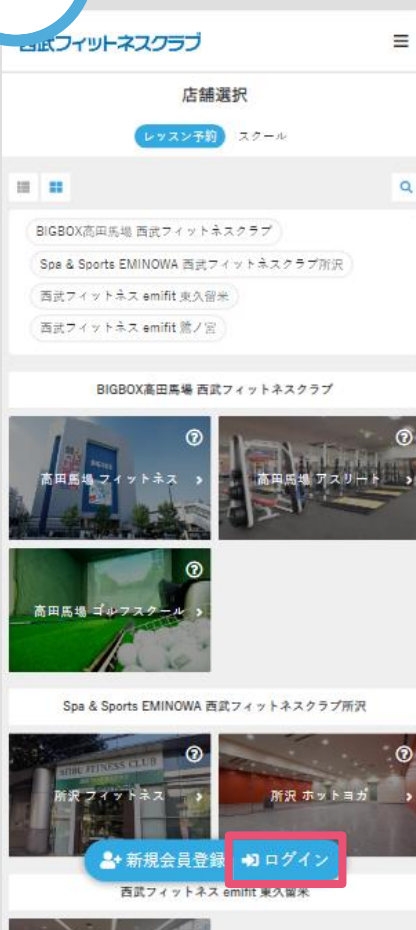 西武フィットネスクラブ
店舗選択
レッスン予約 スクール
BIGBOX高田馬場 西武フィットネスクラブ
Spa & Sports EMINOWA 西武フィットネスクラブ所沢
西武フィットネス emifit 東久留米
西武フィットネス emifit 鷺ノ宮
BIGBOX高田馬場 西武フィットネスクラブ
高田馬場 フィットネス
高田馬場 アスリート
高田馬場 ゴルフスクール
Spa & Sports EMINOWA 西武フィットネスクラブ所沢
SEIBU FITNESS CLUB
所沢 フィットネス
所沢 ホットヨガ
新規会員登録 ログイン
西武フィットネス emifit 東久留米